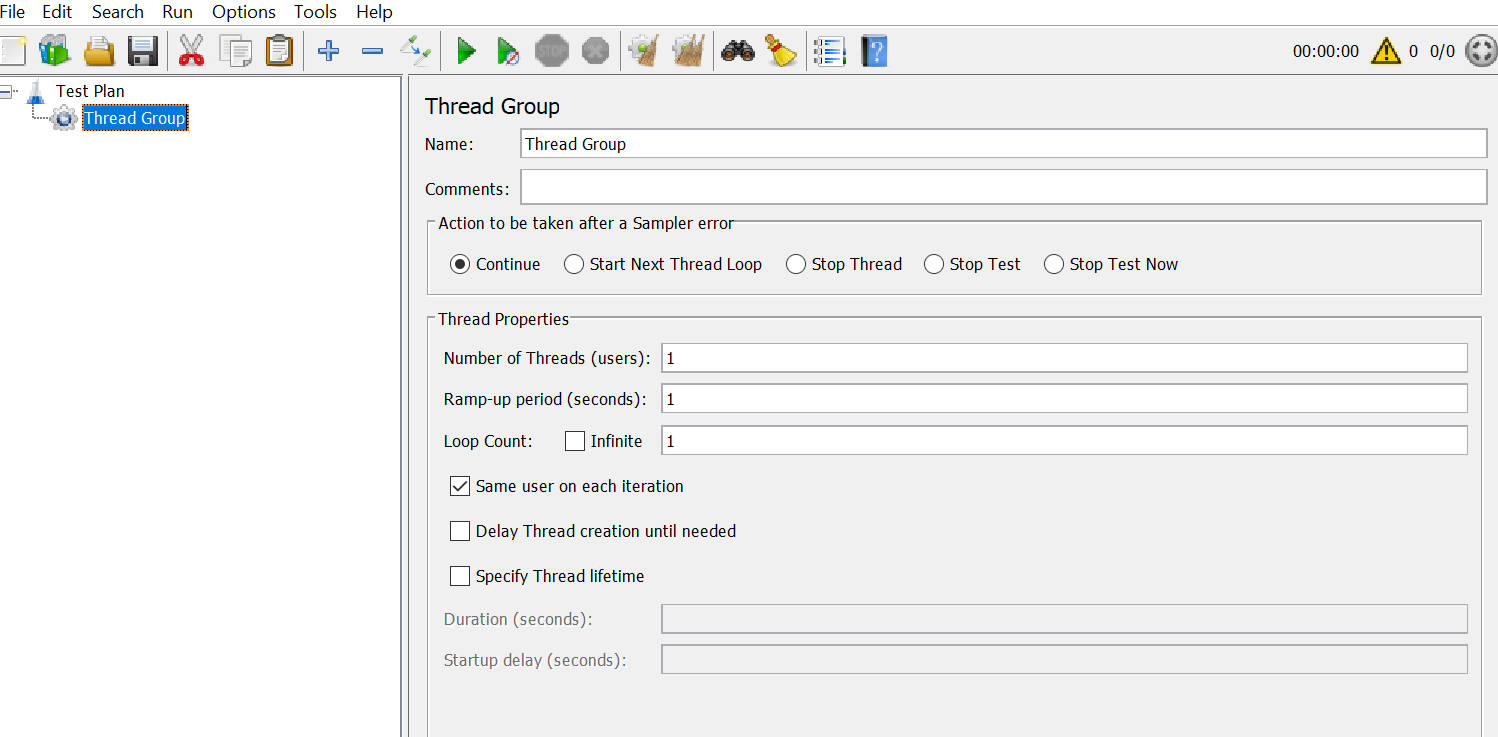 File Edit Search Run Options Tools Help
STOP ? 00:00:00 0 0/0
Test Plan
Thread Group
Thread Group
Name: Thread Group
Comments:
Action to be taken after a Sampler error
Continue Start Next Thread Loop Stop Thread Stop Test Stop Test Now
Thread Properties
Number of Threads (users): 1
Ramp-up period (seconds): 1
Loop Count: Infinite 1
Same user on each iteration
Delay Thread creation until needed
Specify Thread lifetime
Duration (seconds):
Startup delay (seconds):